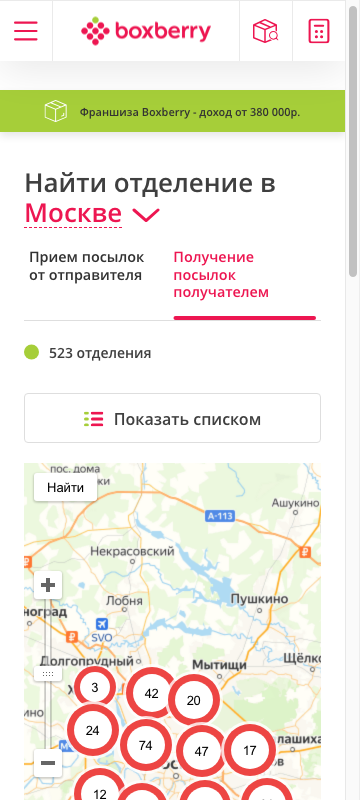 boxberry
Франшиза Boxberry - доход от 380 000р.
Найти отделение в
Москве
Прием посылок
от отправителя
Получение
посылок
получателем
523 отделения
Показать списком
пос. дома
Найти
Ашукино
А-113
Некрасовский
Лобня
Пушкино
SVO
Долгопрудный
Мытищи
Щёлко
3
42
20
24
74
47
17
12